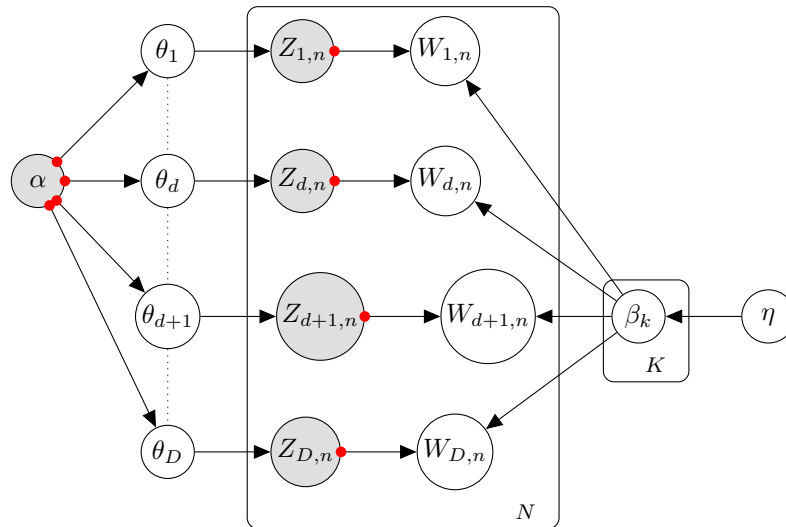 θ_1 Z_{1,n} W_{1,n}
α θ_d Z_{d,n} W_{d,n}
θ_{d+1} Z_{d+1,n} W_{d+1,n} β_k η
K
θ_D Z_{D,n} W_{D,n}
N